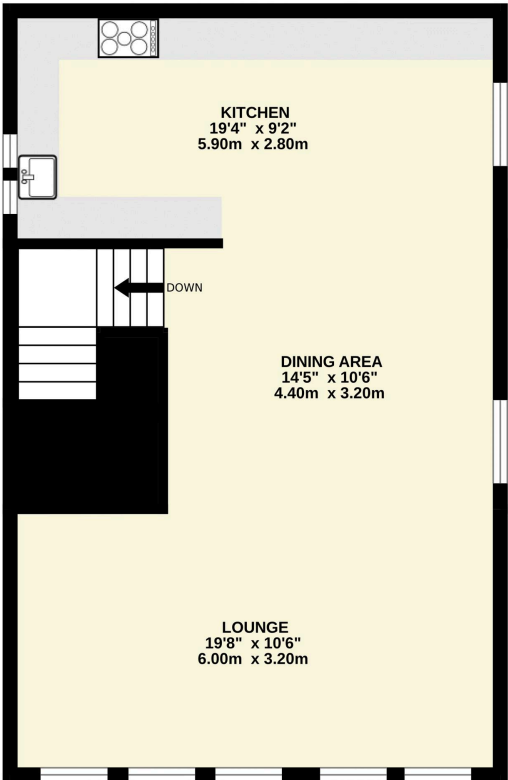 KITCHEN
19'4" x 9'2"
5.90m x 2.80m
DOWN
DINING AREA
14'5" x 10'6"
4.40m x 3.20m
LOUNGE
19'8" x 10'6"
6.00m x 3.20m